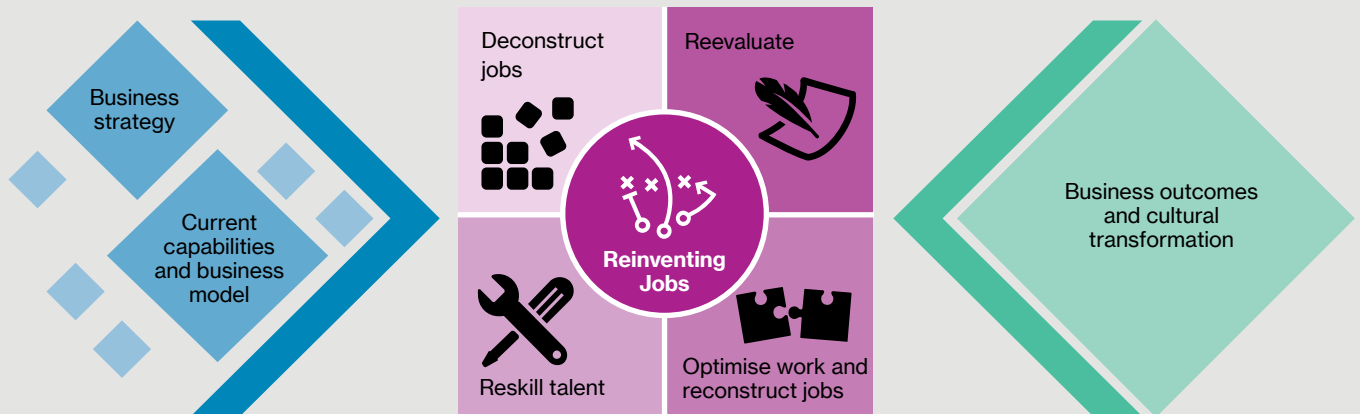 Business
strategy
Current
capabilities
and business
model
Deconstruct
jobs
Reevaluate
Reinventing
Jobs
Reskill talent
Optimise work and
reconstruct jobs
Business outcomes
and cultural
transformation